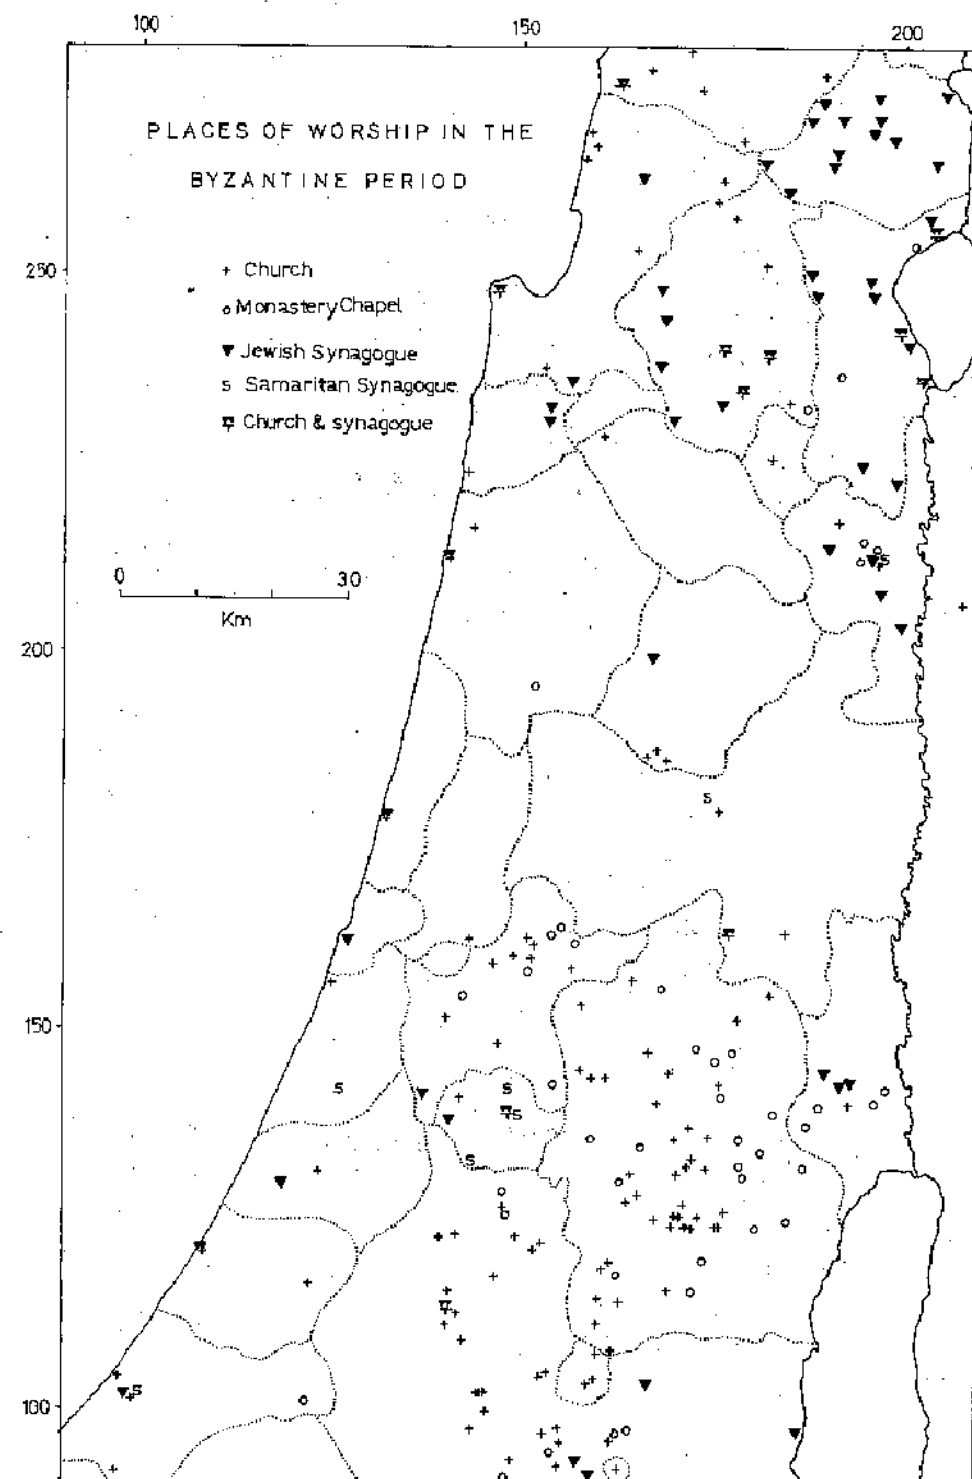 100 150 200
PLACES OF WORSHIP IN THE
BYZANTINE PERIOD
250
+ Church
o Monastery Chapel
▼ Jewish Synagogue
S Samaritan Synagogue
Church & synagogue
0 30
Km
200
S
150
S
S
S
S
S
100